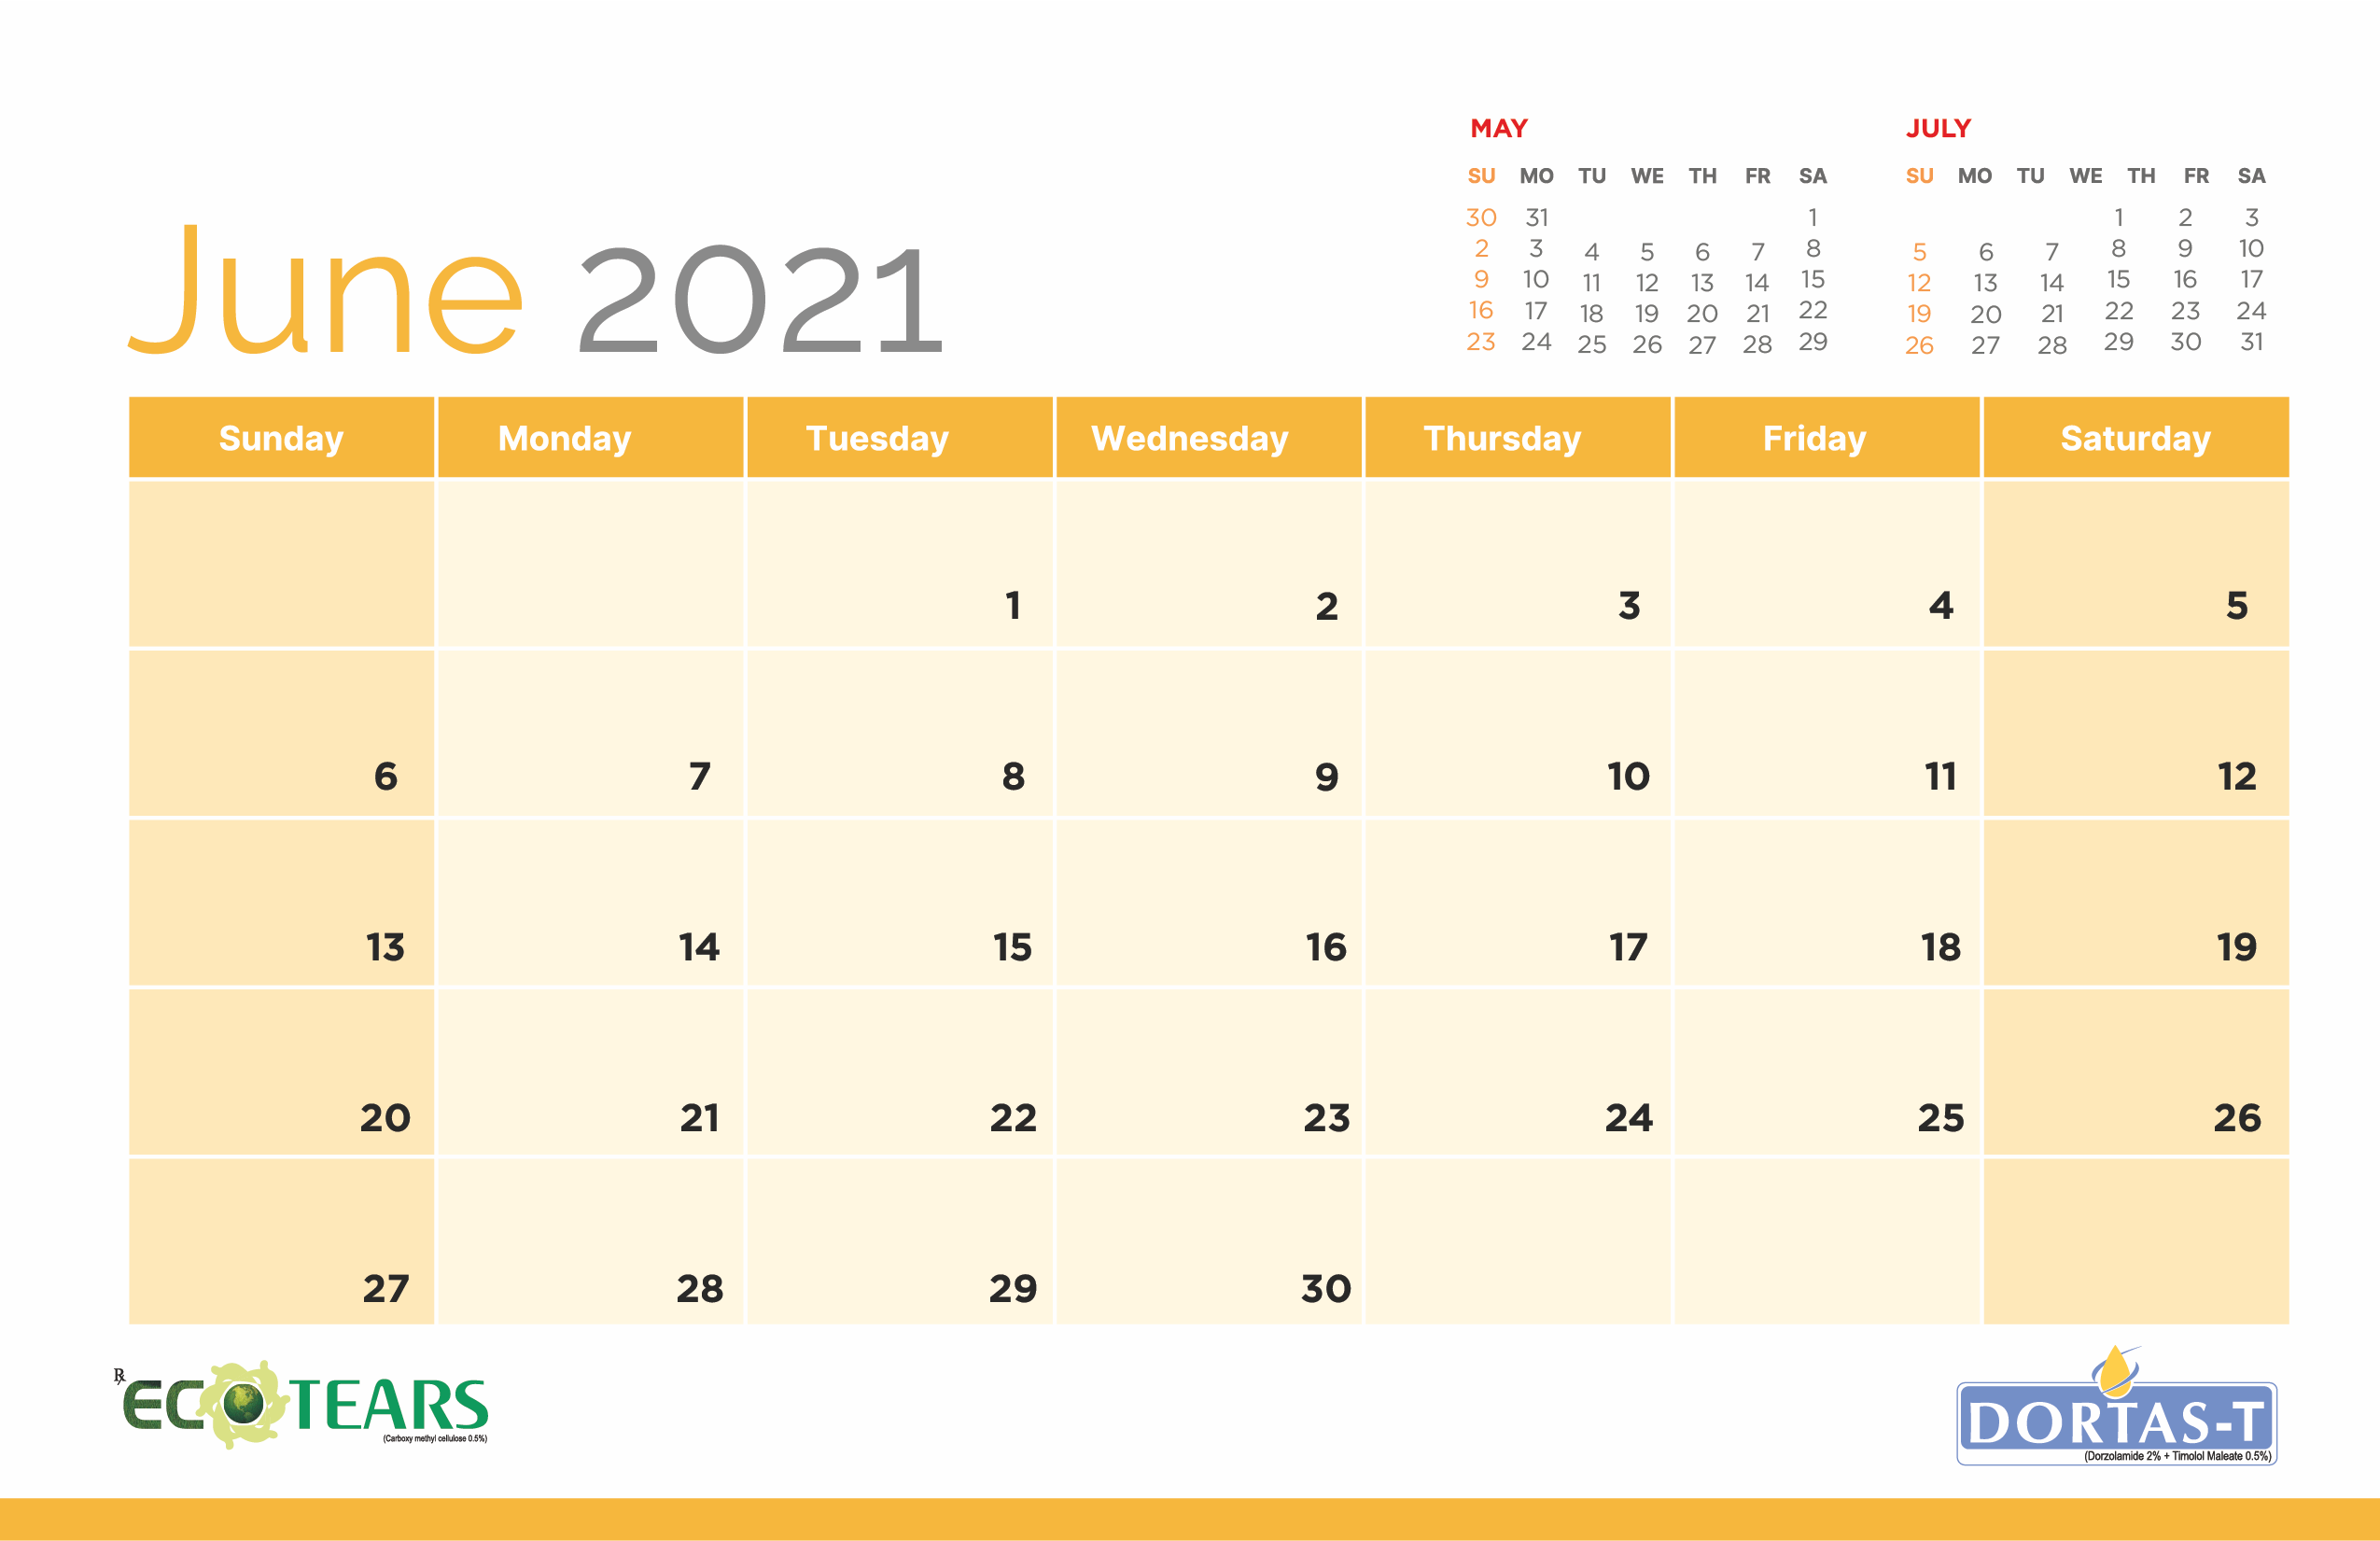 MAY
SU MO TU WE TH FR SA
30 31 1
2 3 4 5 6 7 8
9 10 11 12 13 14 15
16 17 18 19 20 21 22
23 24 25 26 27 28 29
JULY
SU MO TU WE TH FR SA
1 2 3
5 6 7 8 9 10
12 13 14 15 16 17
19 20 21 22 23 24
26 27 28 29 30 31
June 2021
Sunday Monday Tuesday Wednesday Thursday Friday Saturday
1 2 3 4 5
6 7 8 9 10 11 12
13 14 15 16 17 18 19
20 21 22 23 24 25 26
27 28 29 30
℞ ECOTEARS
(Carboxy methyl cellulose 0.5%)
DORTAS-T
(Dorzolamide 2% + Timolol Maleate 0.5%)